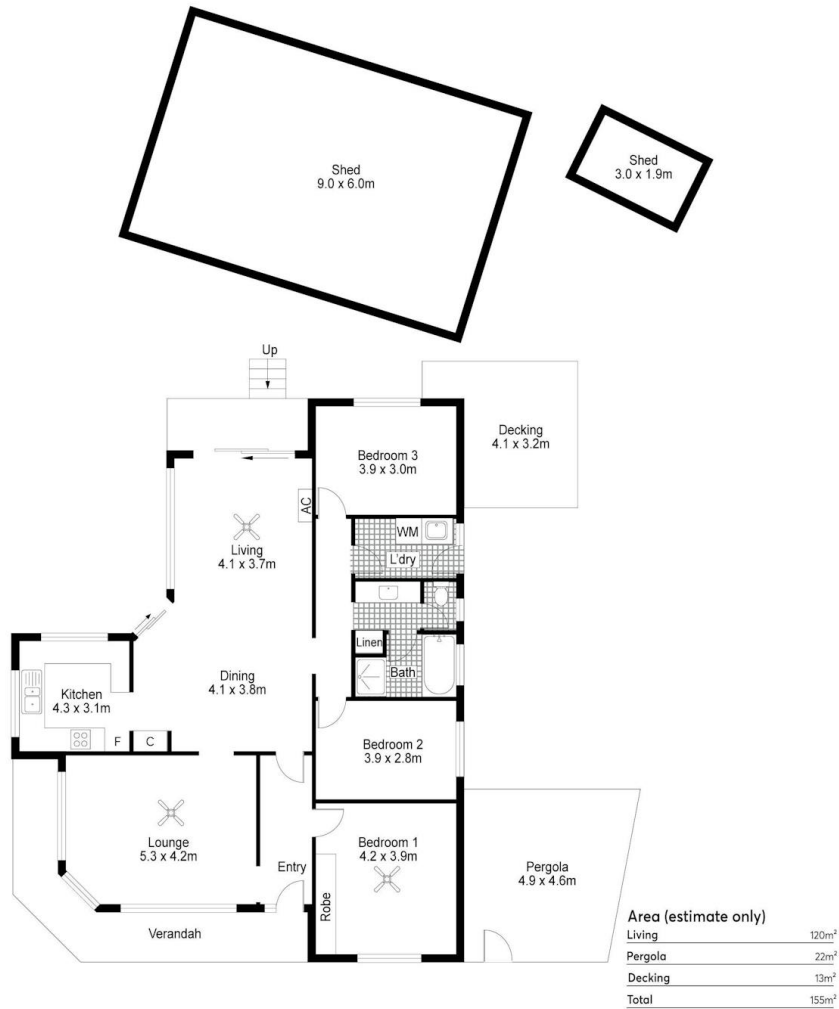 Shed
9.0 x 6.0m
Shed
3.0 x 1.9m
Up
Decking
4.1 x 3.2m
Bedroom 3
3.9 x 3.0m
AC
WM
L'dry
Living
4.1 x 3.7m
Linen
Bath
Dining
4.1 x 3.8m
Kitchen
4.3 x 3.1m
F
C
Bedroom 2
3.9 x 2.8m
Lounge
5.3 x 4.2m
Entry
Bedroom 1
4.2 x 3.9m
Robe
Pergola
4.9 x 4.6m
Verandah
Area (estimate only)
Living 120m²
Pergola 22m²
Decking 13m²
Total 155m²